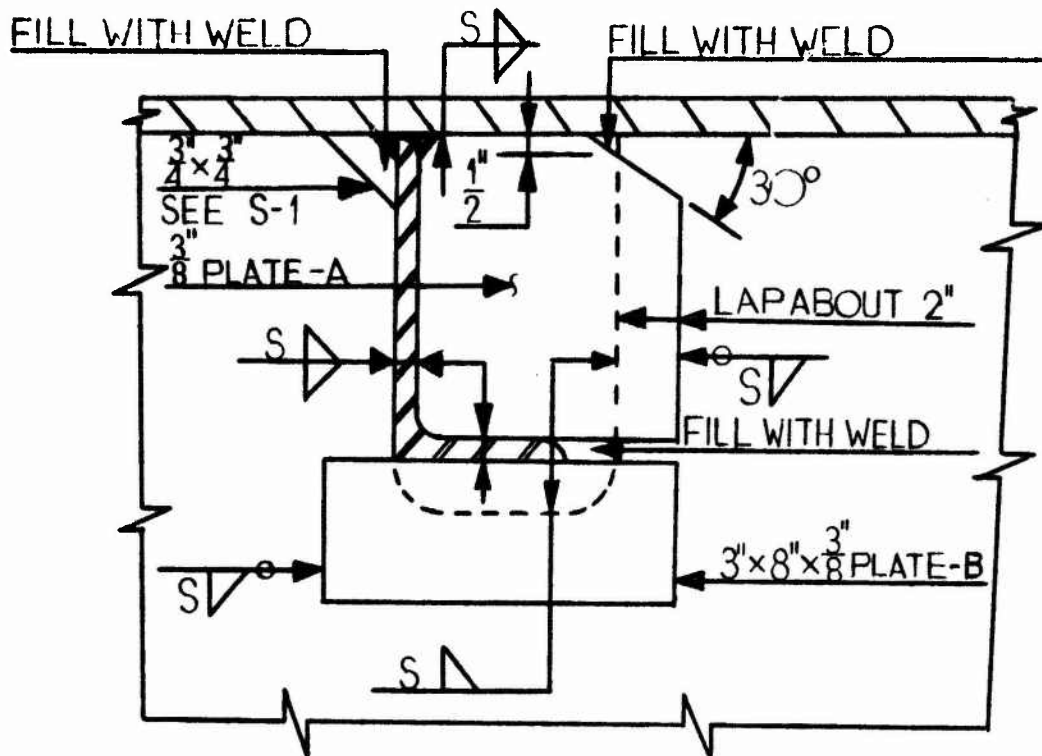 S
FILL WITH WELD
FILL WITH WELD
3/4" × 3/4"
SEE S-1
1/2"
30°
3/8" PLATE-A
LAP ABOUT 2"
S
S
FILL WITH WELD
3" × 8" × 3/8" PLATE-B
S
S